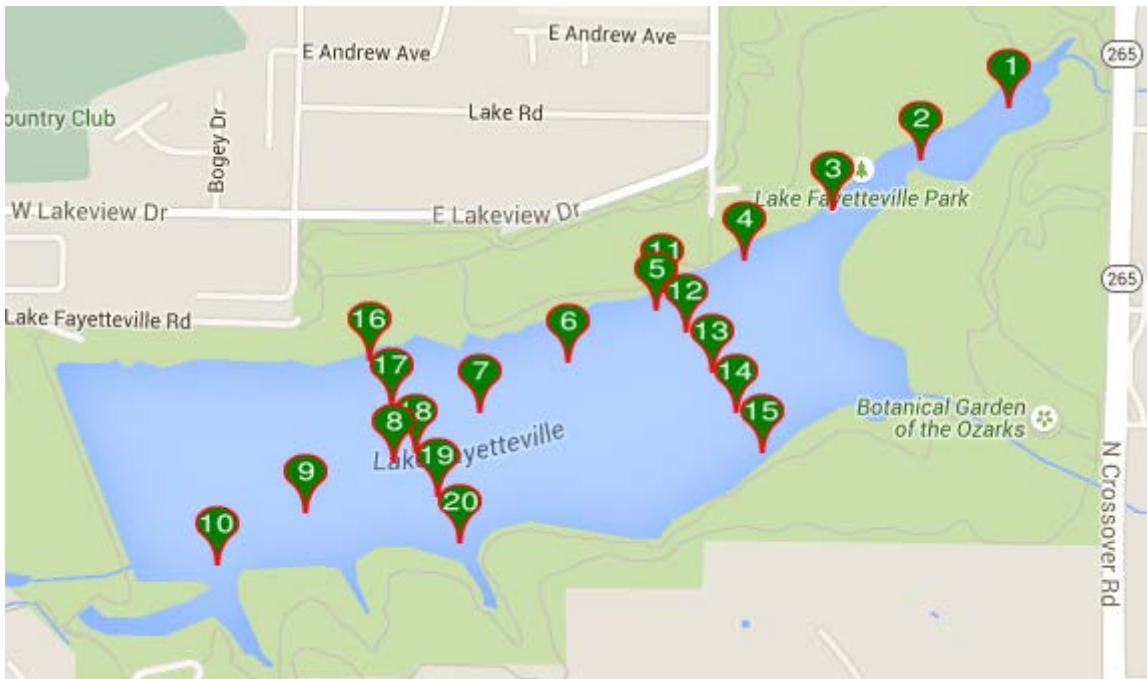 E Andrew Ave
E Andrew Ave
265
1
ountry Club
Lake Rd
2
Bogey Dr
3
Lake Fayetteville Park
W Lakeview Dr
E Lakeview Dr
4
11
5
265
12
Lake Fayetteville Rd
16
6
13
17
7
14
15
Botanical Garden
of the Ozarks
8
18
Lake Fayetteville
19
9
20
10
N Crossover Rd